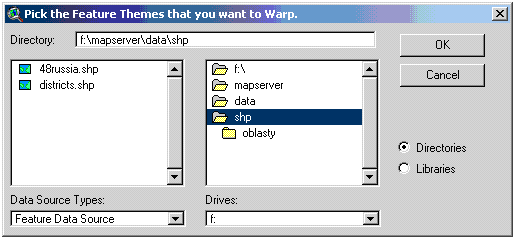 Pick the Feature Themes that you want to Warp.
Directory: f:\mapserver\data\shp
OK
Cancel
48russia.shp
districts.shp
f:\
mapserver
data
shp
oblasty
Directories
Libraries
Data Source Types:
Feature Data Source
Drives:
f: